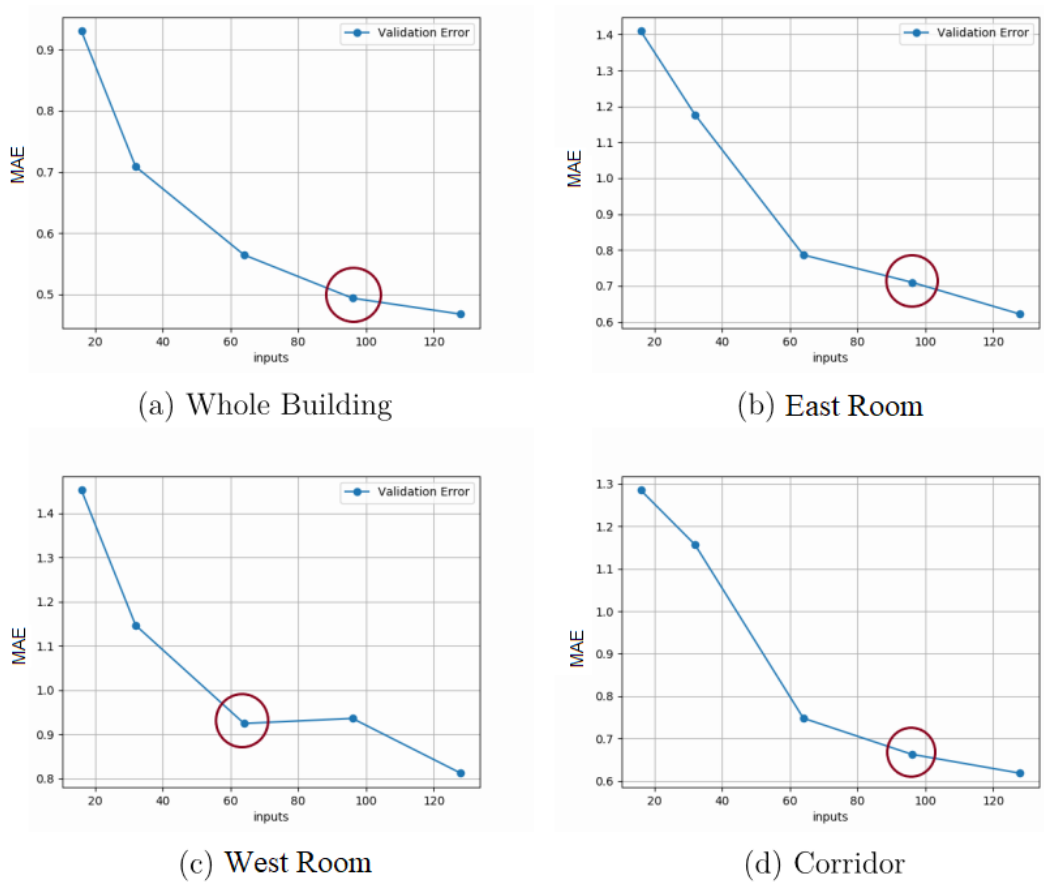 Validation Error
0.9
0.8
0.7
0.6
0.5
MAE
20 40 60 80 100 120
inputs
(a) Whole Building
Validation Error
1.4
1.3
1.2
1.1
1.0
0.9
0.8
0.7
0.6
MAE
20 40 60 80 100 120
inputs
(b) East Room
Validation Error
1.4
1.3
1.2
1.1
1.0
0.9
0.8
MAE
20 40 60 80 100 120
inputs
(c) West Room
1.3
1.2
1.1
1.0
0.9
0.8
0.7
0.6
MAE
20 40 60 80 100 120
inputs
(d) Corridor